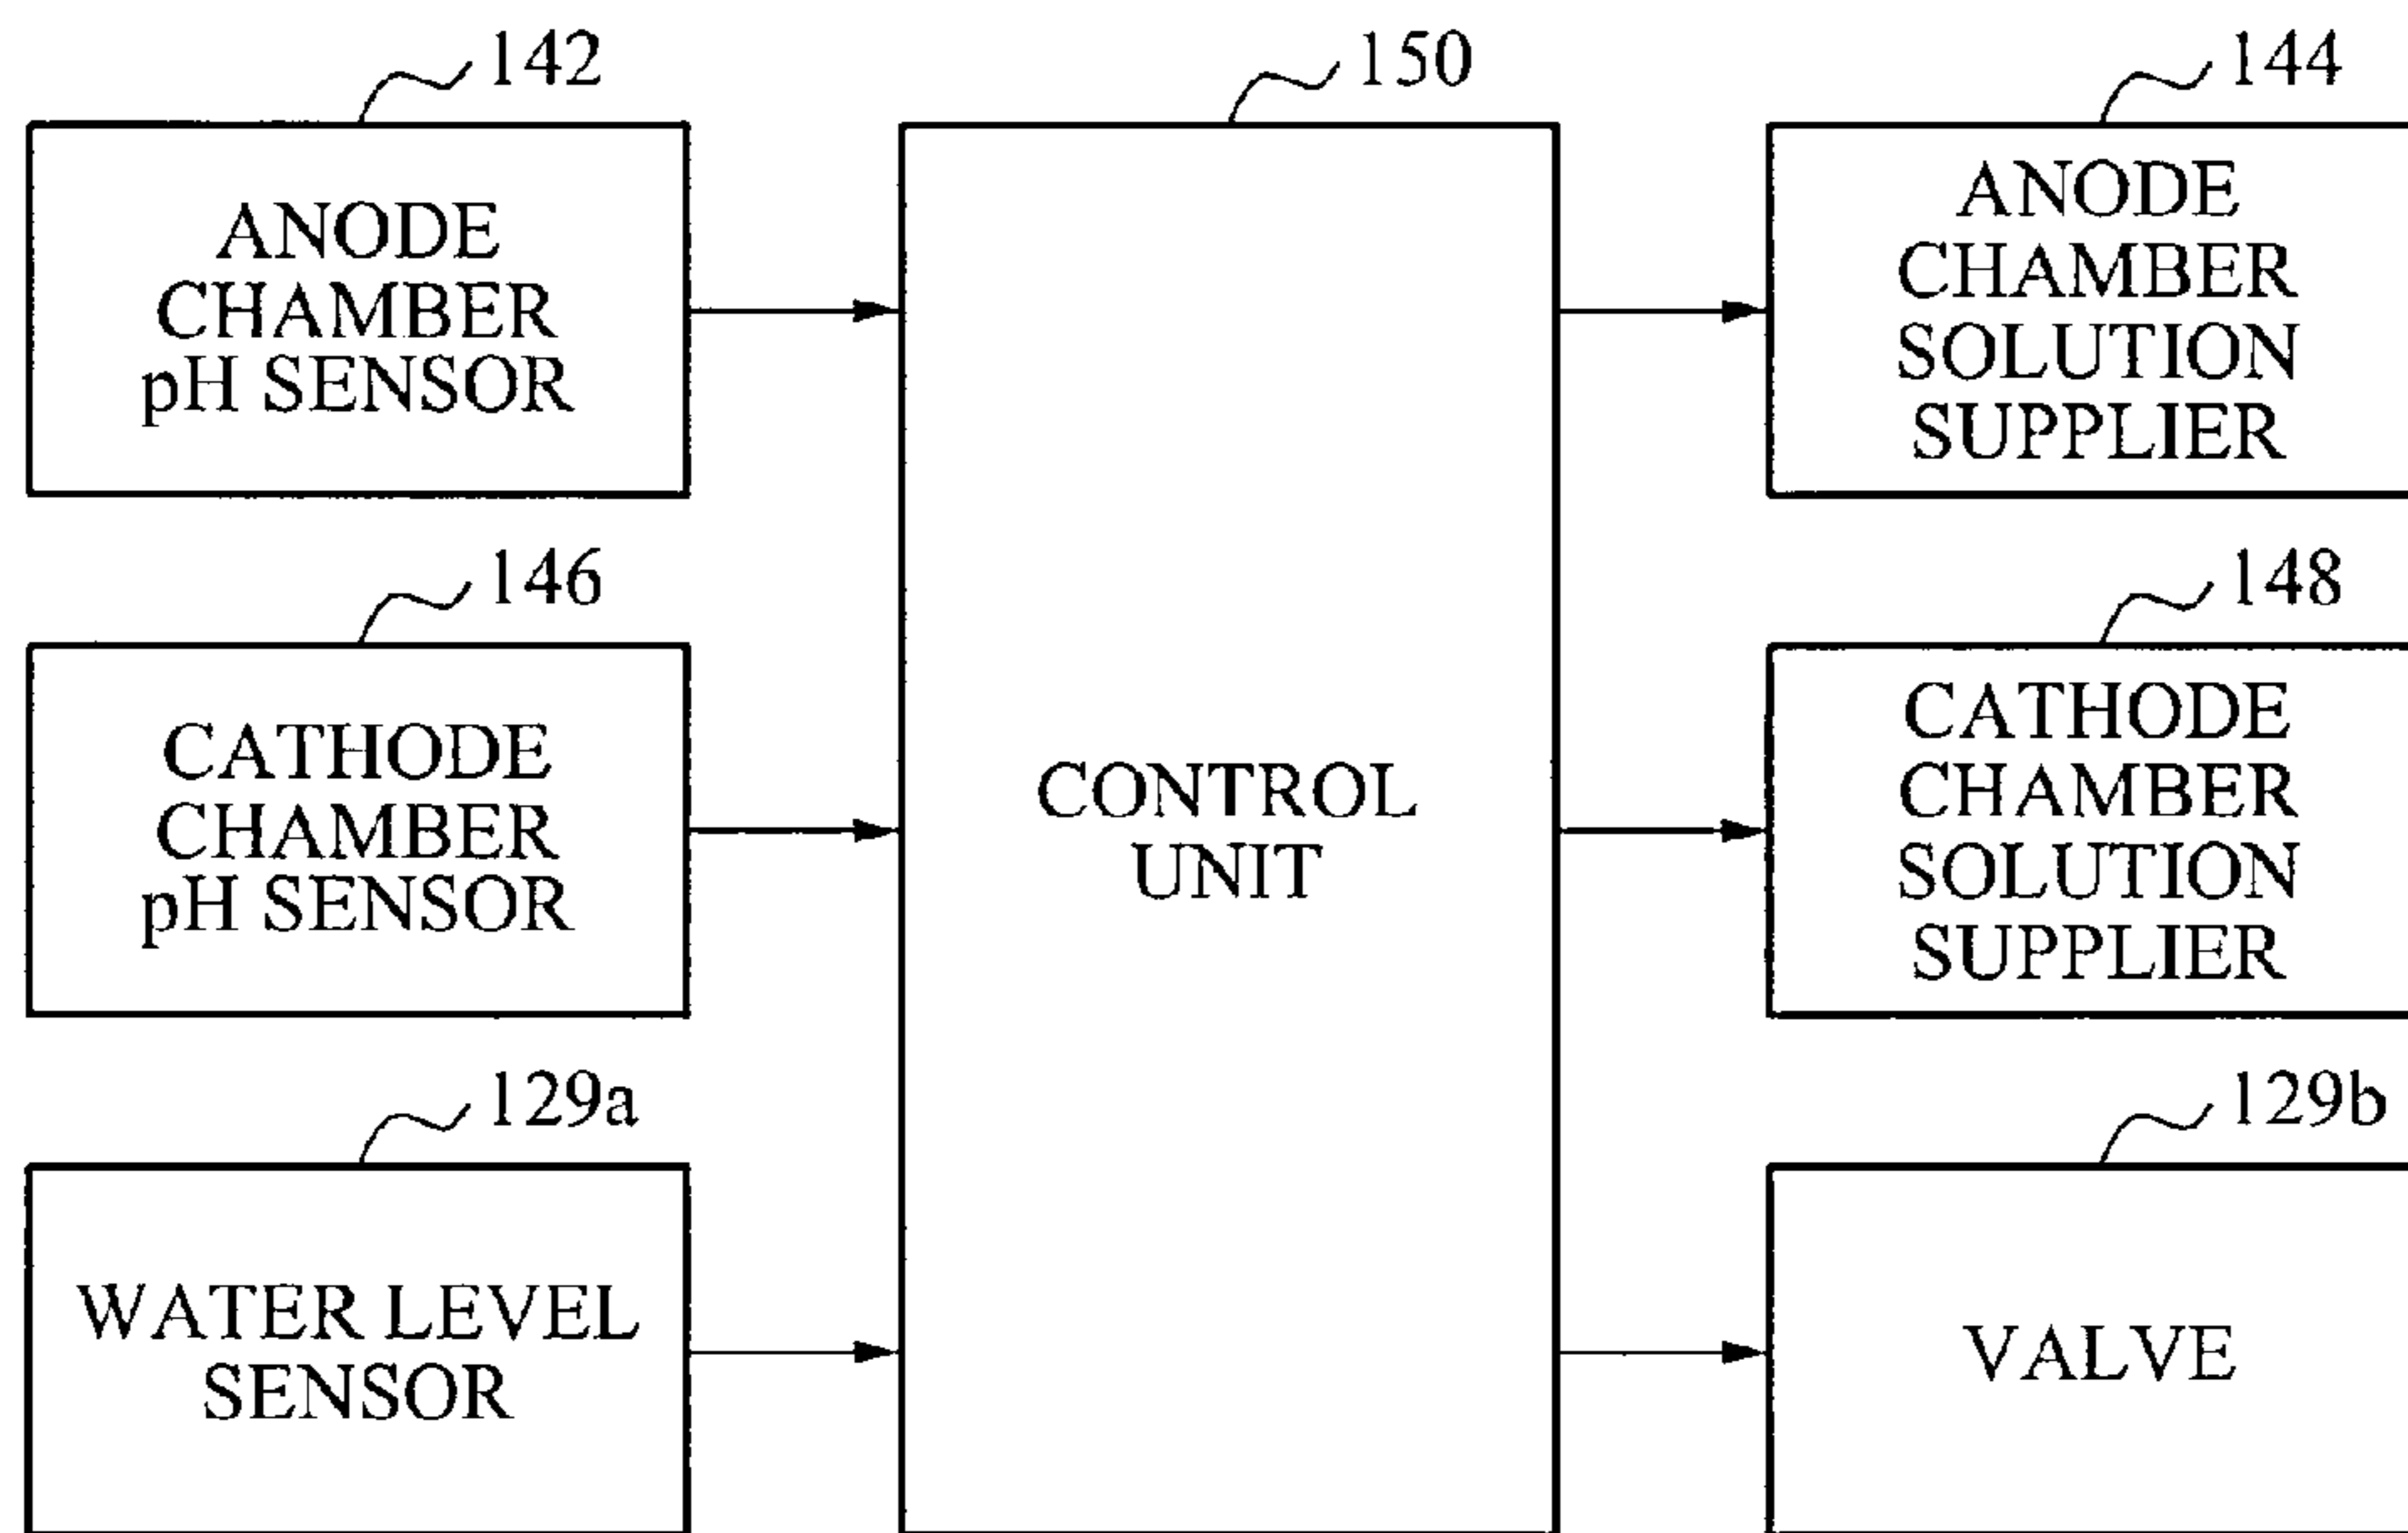 142
ANODE
CHAMBER
pH SENSOR
146
CATHODE
CHAMBER
pH SENSOR
129a
WATER LEVEL
SENSOR
150
CONTROL
UNIT
144
ANODE
CHAMBER
SOLUTION
SUPPLIER
148
CATHODE
CHAMBER
SOLUTION
SUPPLIER
129b
VALVE